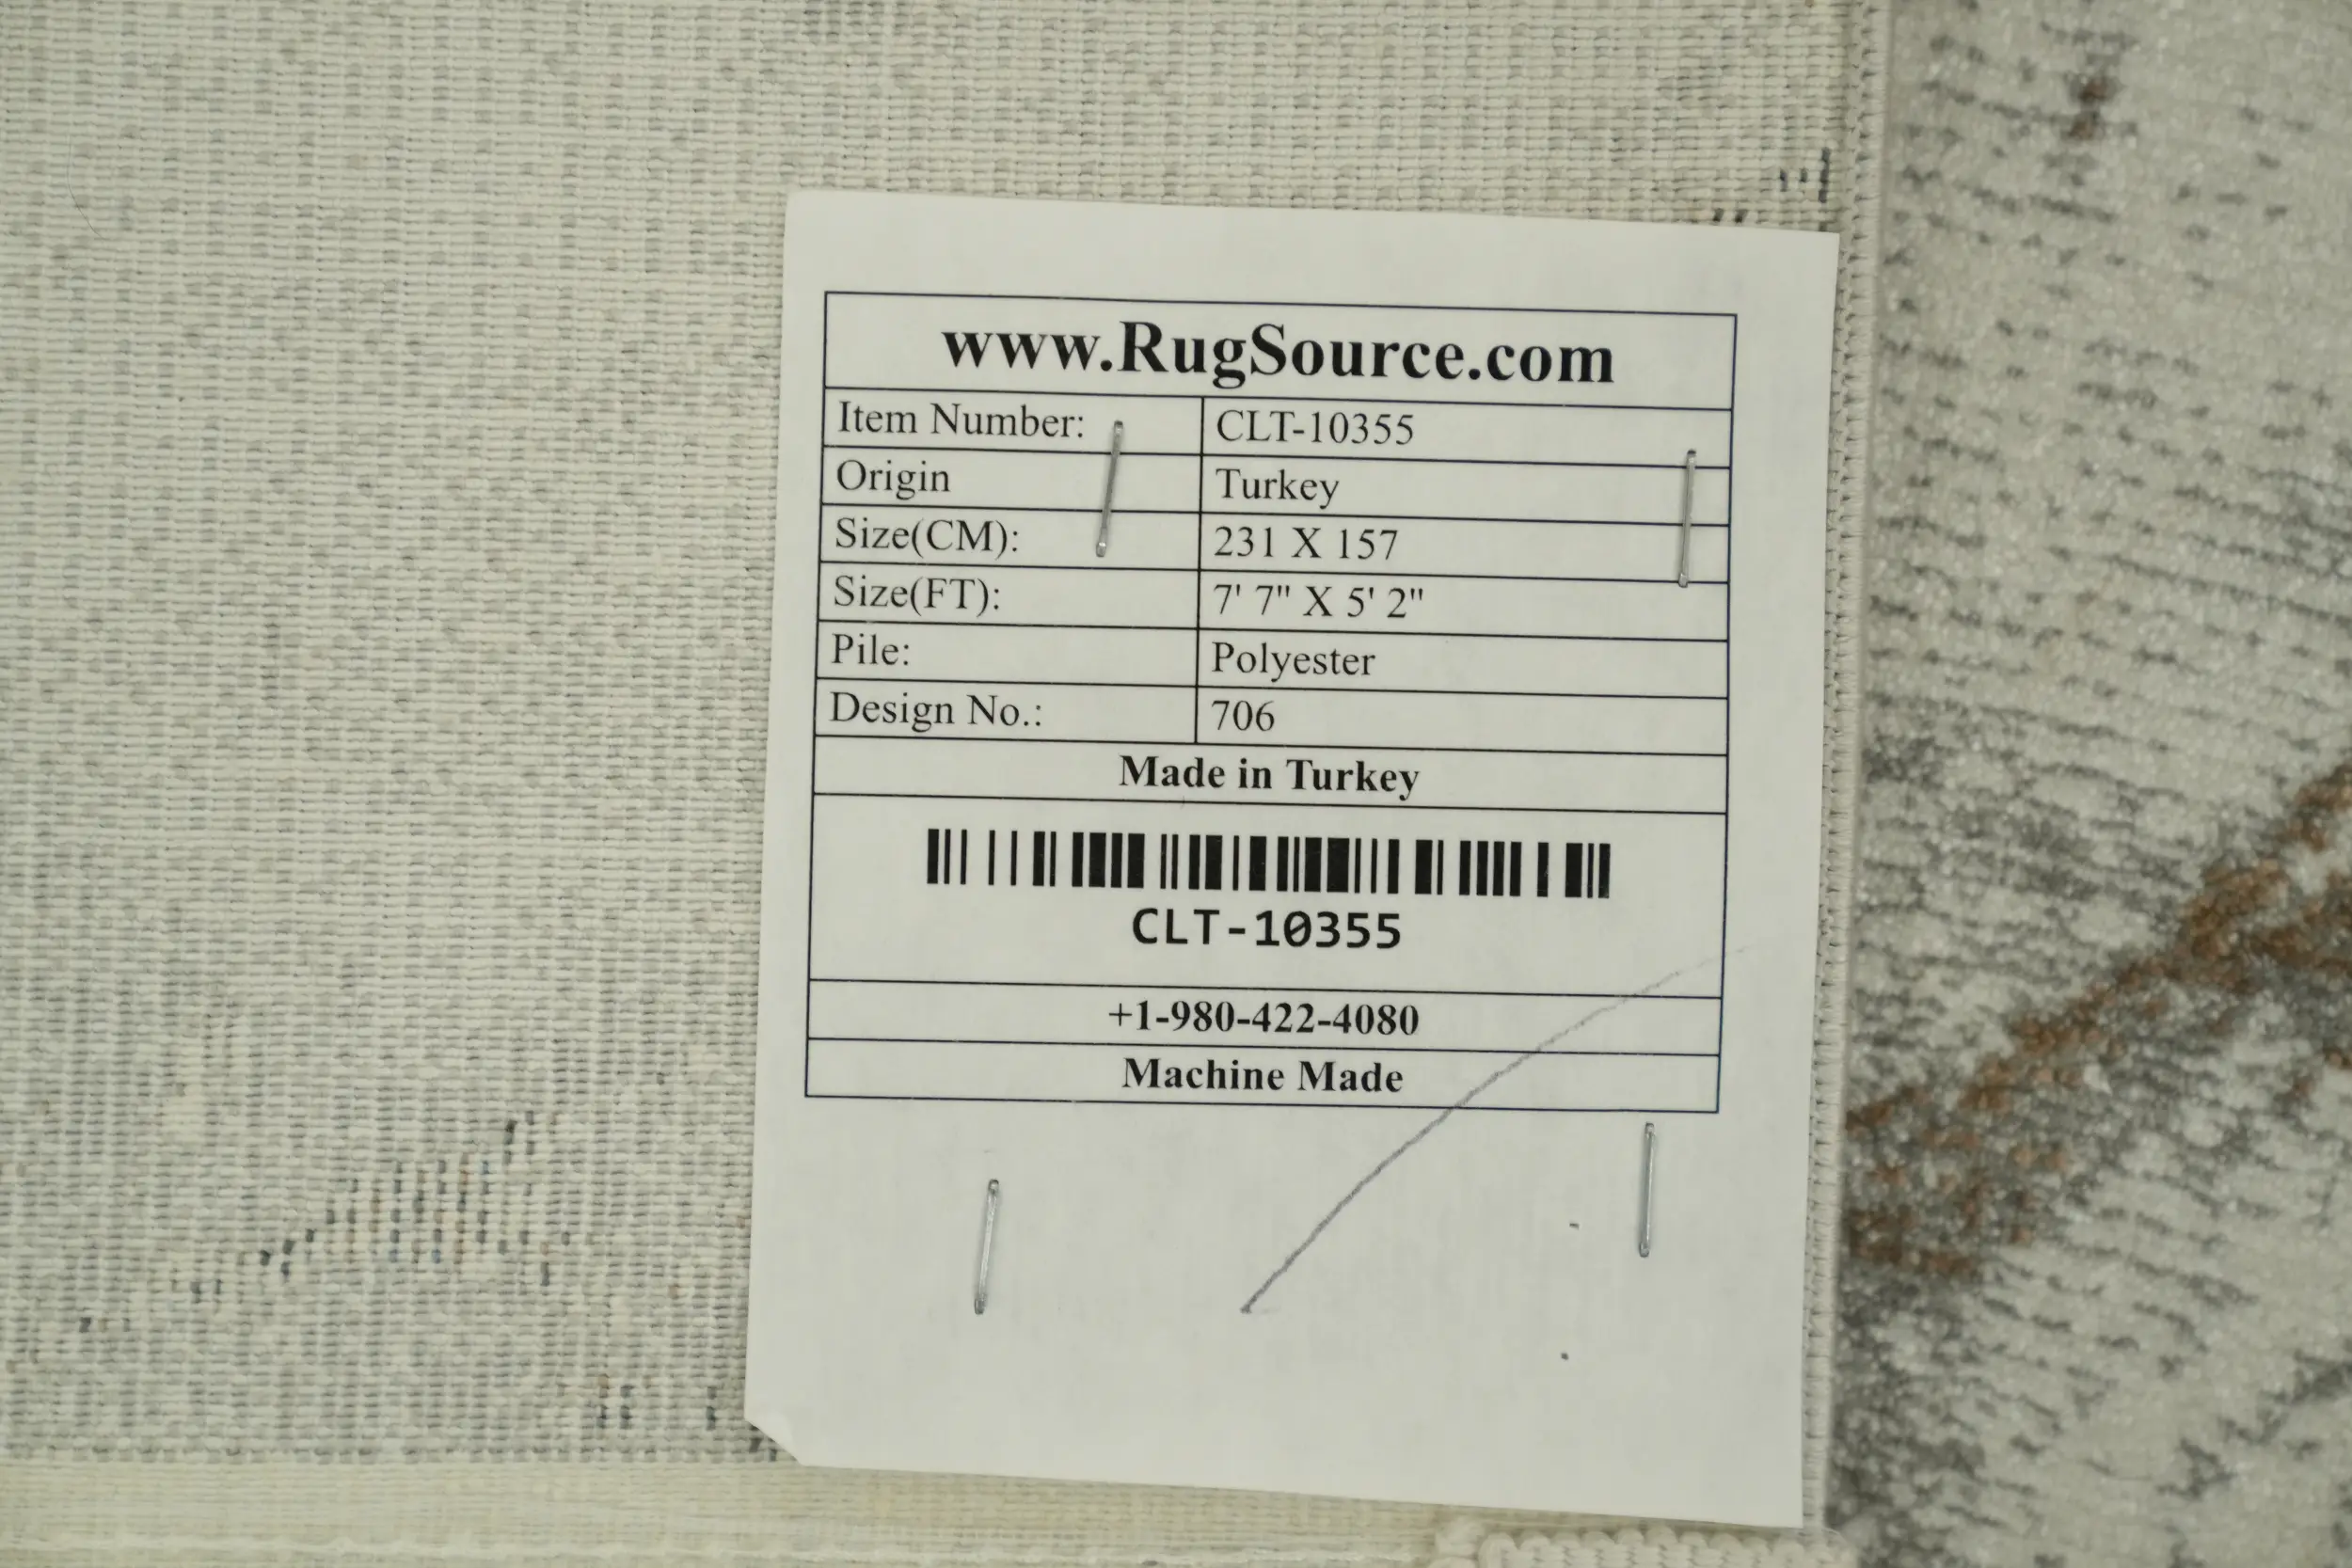 www.RugSource.com
Item Number: CLT-10355
Origin Turkey
Size(CM): 231 X 157
Size(FT): 7' 7" X 5' 2"
Pile: Polyester
Design No.: 706
Made in Turkey
CLT-10355
+1-980-422-4080
Machine Made